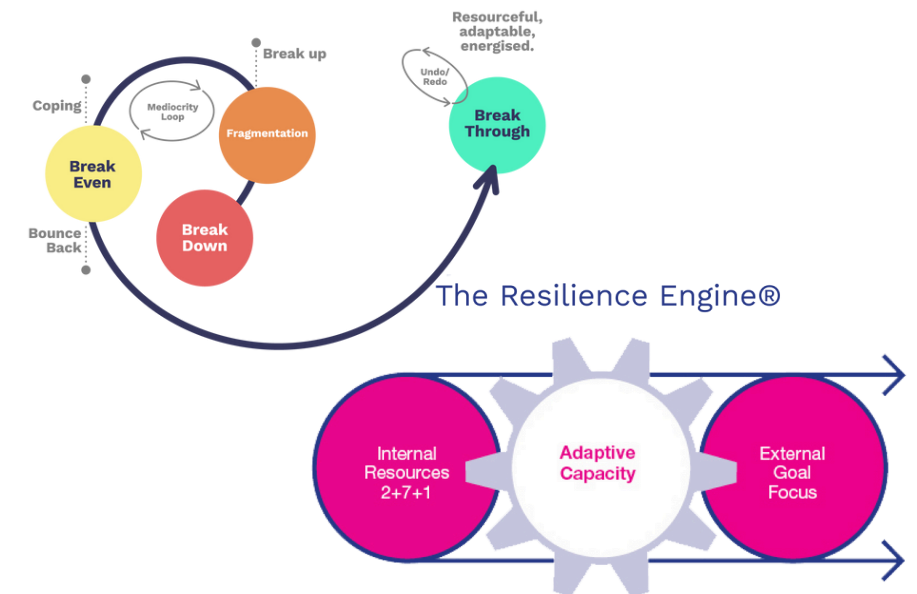 Resourceful,
adaptable,
energised.
Break up
Undo/
Redo
Coping
Mediocrity
Loop
Break
Through
Fragmentation
Break
Even
Bounce
Back
Break
Down
The Resilience Engine®
Internal
Resources
2+7+1
Adaptive
Capacity
External
Goal
Focus